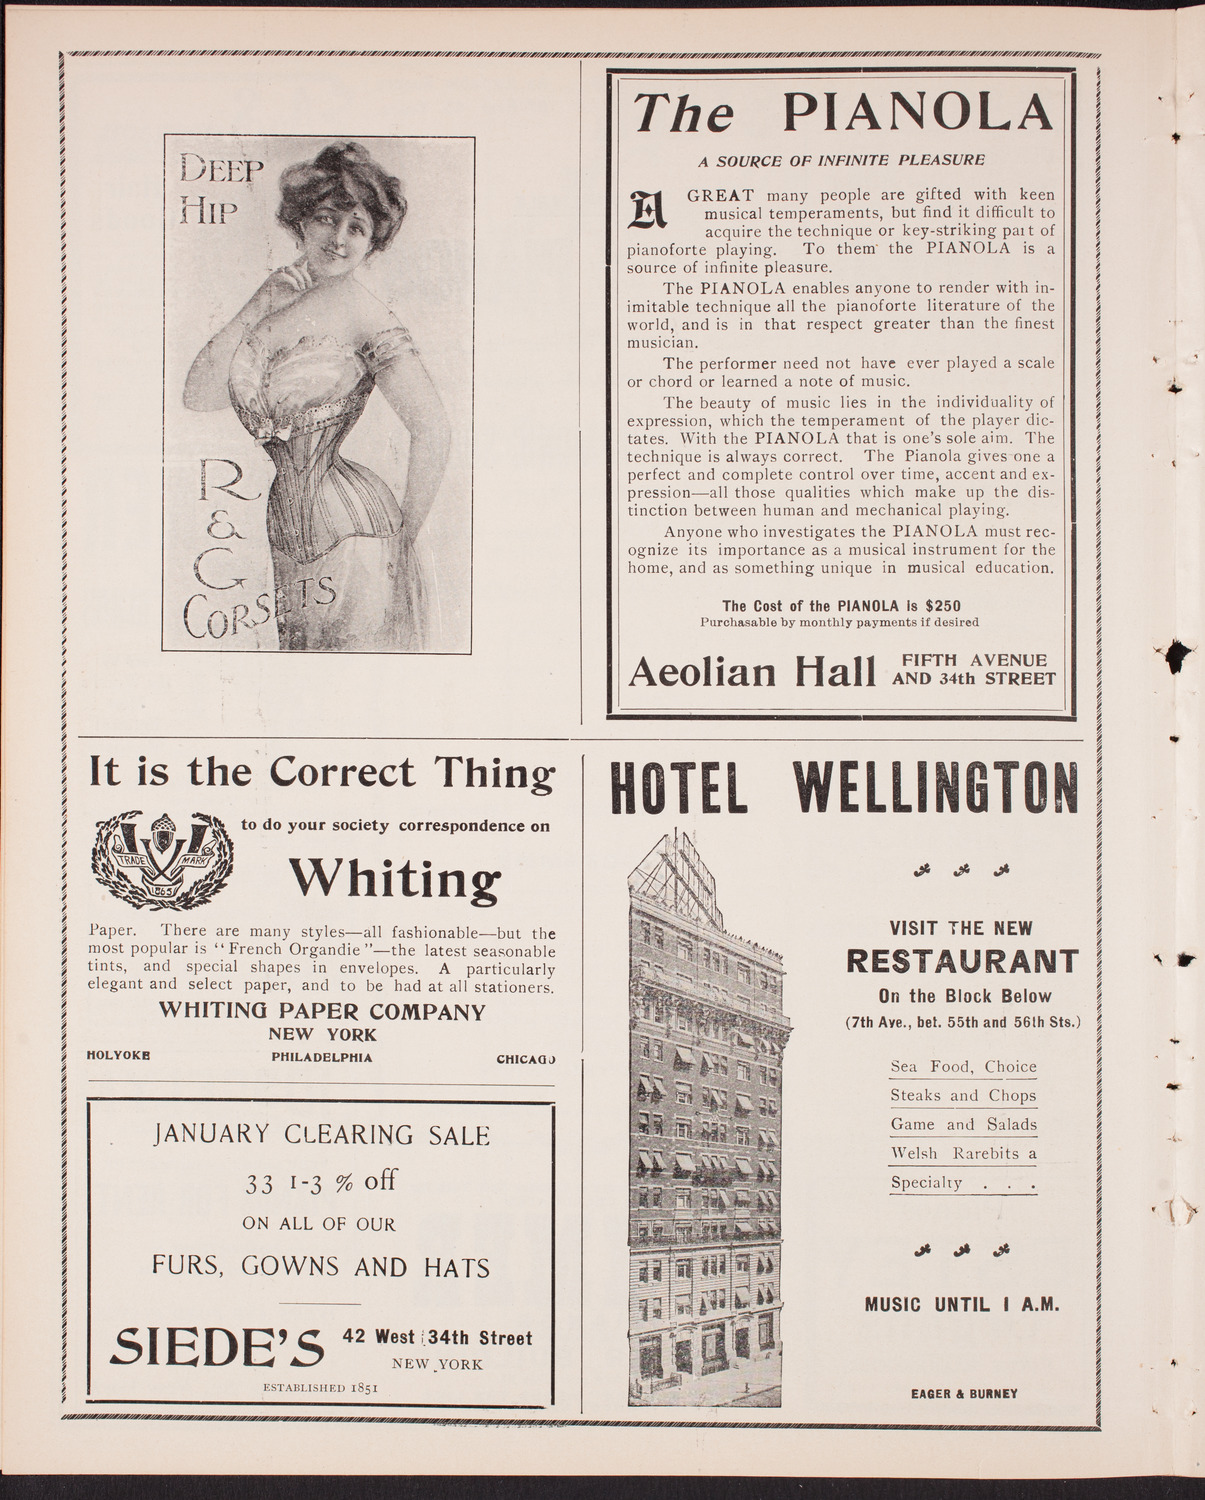 DEEP
HIP
R
&
G
CORSETS
The PIANOLA
A SOURCE OF INFINITE PLEASURE
A GREAT many people are gifted with keen
musical temperaments, but find it difficult to
acquire the technique or key-striking part of
pianoforte playing. To them the PIANOLA is a
source of infinite pleasure.
The PIANOLA enables anyone to render with in-
imitable technique all the pianoforte literature of the
world, and is in that respect greater than the finest
musician.
The performer need not have ever played a scale
or chord or learned a note of music.
The beauty of music lies in the individuality of
expression, which the temperament of the player dic-
tates. With the PIANOLA that is one's sole aim. The
technique is always correct. The Pianola gives one a
perfect and complete control over time, accent and ex-
pression—all those qualities which make up the dis-
tinction between human and mechanical playing.
Anyone who investigates the PIANOLA must rec-
ognize its importance as a musical instrument for the
home, and as something unique in musical education.
The Cost of the PIANOLA is $250
Purchasable by monthly payments if desired
Aeolian Hall FIFTH AVENUE
AND 34th STREET
It is the Correct Thing
to do your society correspondence on
TRADE MARK
1865
Whiting
Paper. There are many styles—all fashionable—but the
most popular is "French Organdie"—the latest seasonable
tints, and special shapes in envelopes. A particularly
elegant and select paper, and to be had at all stationers.
WHITING PAPER COMPANY
NEW YORK
HOLYOKE PHILADELPHIA CHICAGO
JANUARY CLEARING SALE
33 1-3 % off
ON ALL OF OUR
FURS, GOWNS AND HATS
SIEDE'S 42 West 34th Street
NEW YORK
ESTABLISHED 1851
HOTEL WELLINGTON
VISIT THE NEW
RESTAURANT
On the Block Below
(7th Ave., bet. 55th and 56th Sts.)
Sea Food, Choice
Steaks and Chops
Game and Salads
Welsh Rarebits a
Specialty . . .
MUSIC UNTIL 1 A.M.
EAGER & BURNEY